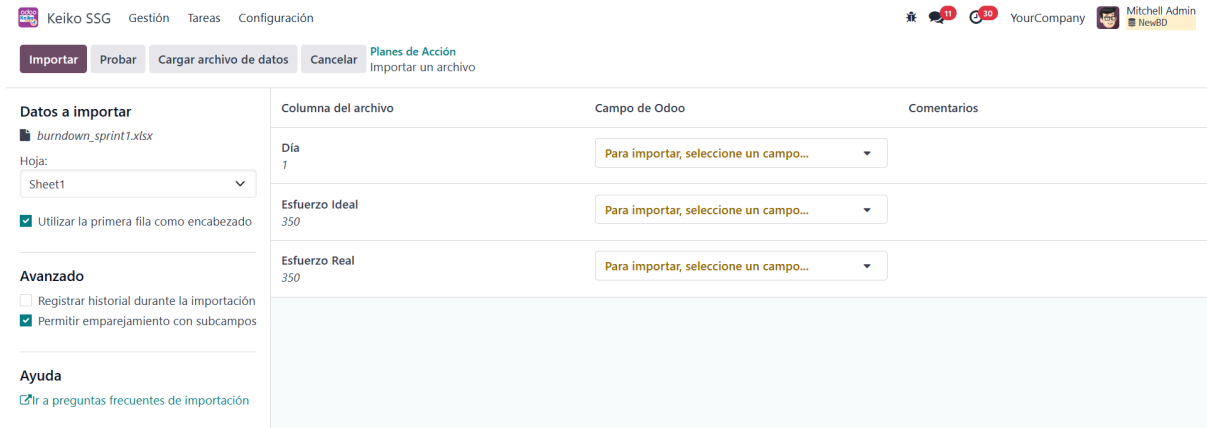 odoo
Keiko
Keiko SSG Gestión Tareas Configuración
11 30 YourCompany Mitchell Admin
NewBD
Importar Probar Cargar archivo de datos Cancelar
Planes de Acción
Importar un archivo
Datos a importar
burndown_sprint1.xlsx
Hoja:
Sheet1
Utilizar la primera fila como encabezado
Avanzado
Registrar historial durante la importación
Permitir emparejamiento con subcampos
Ayuda
Ir a preguntas frecuentes de importación
Columna del archivo Campo de Odoo Comentarios
Día
1
Para importar, seleccione un campo...
Esfuerzo Ideal
350
Para importar, seleccione un campo...
Esfuerzo Real
350
Para importar, seleccione un campo...